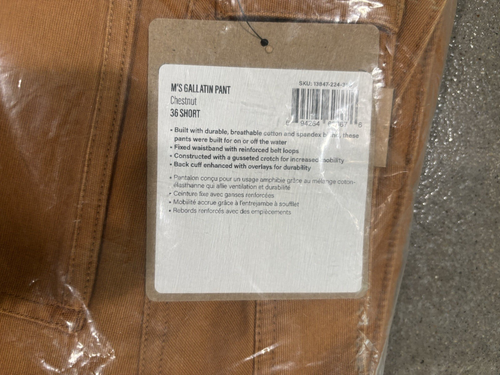 M'S GALLATIN PANT
Chestnut
36 SHORT
SKU:
• Built with durable, breathable cotton and spandex these
pants were built for on or off the water
• Fixed waistband with reinforced belt loops
• Constructed with a gusseted crotch for increased mobility
• Back cuff enhanced with overlays for durability
• Pantalon conçu pour un usage amphibie grâce au mélange coton-
élasthanne qui allie ventilation et durabilité
• Ceinture fixe avec ganses renforcées
• Mobilité accrue grâce à l'entrejambe à soufflet
• Rebords renforcés avec des empiècements